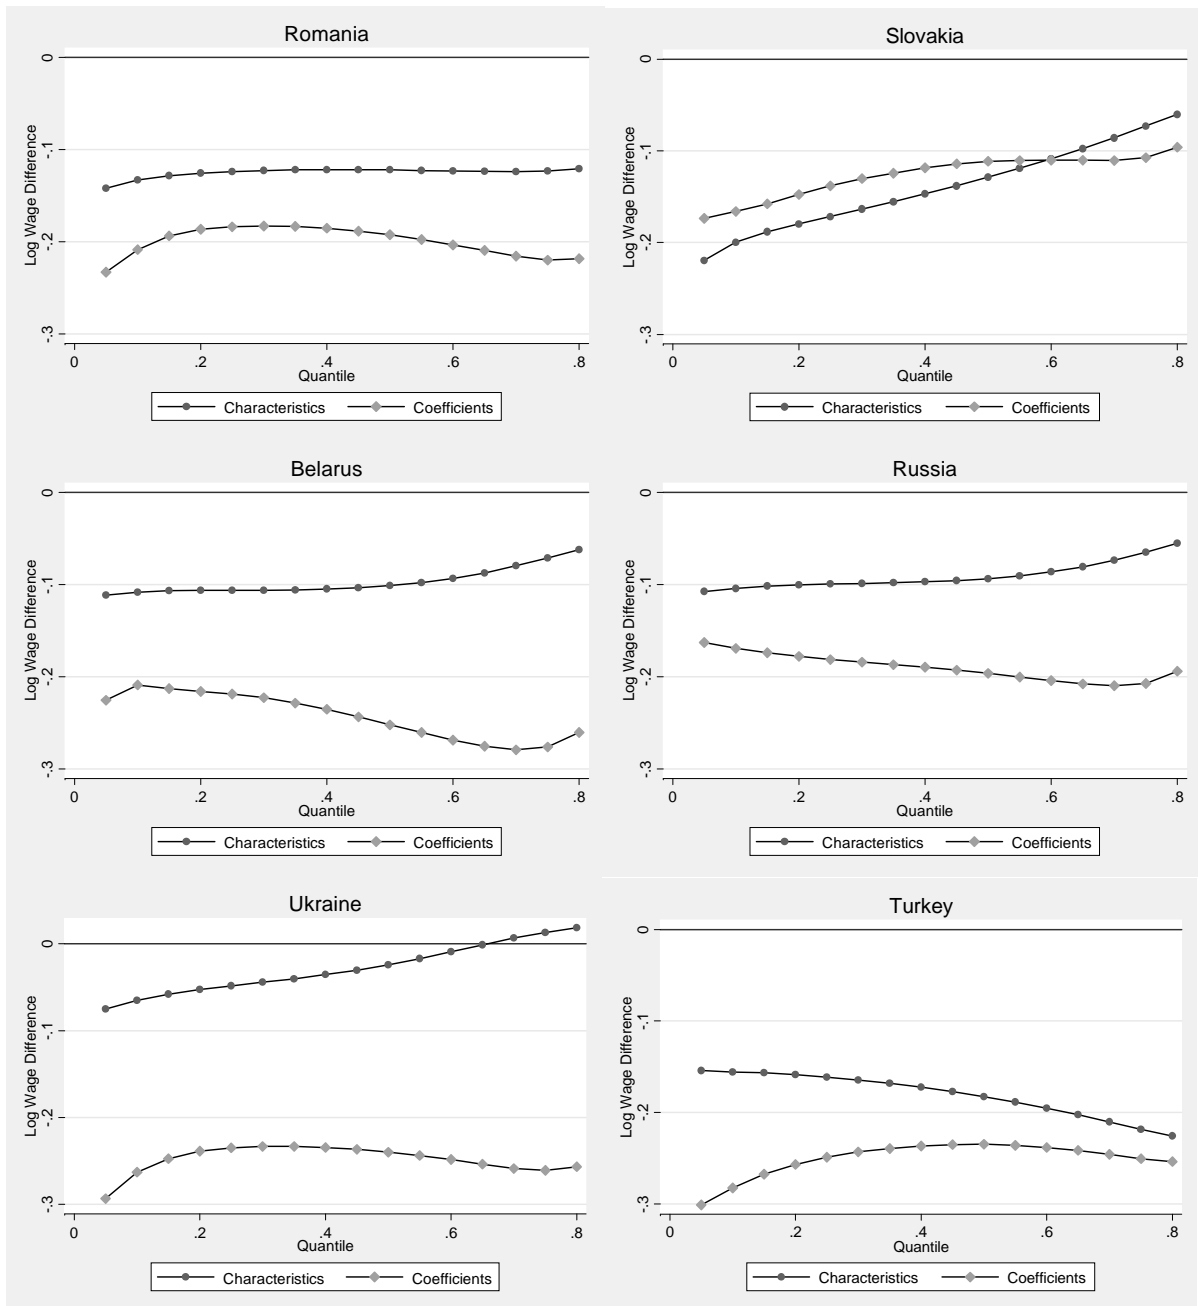 Romania
Log Wage Difference
0
-.1
-.2
-.3
0 .2 .4 .6 .8
Quantile
Characteristics Coefficients
Slovakia
Log Wage Difference
0
-.1
-.2
-.3
0 .2 .4 .6 .8
Quantile
Characteristics Coefficients
Belarus
Log Wage Difference
0
-.1
-.2
-.3
0 .2 .4 .6 .8
Quantile
Characteristics Coefficients
Russia
Log Wage Difference
0
-.1
-.2
-.3
0 .2 .4 .6 .8
Quantile
Characteristics Coefficients
Ukraine
Log Wage Difference
0
-.1
-.2
-.3
0 .2 .4 .6 .8
Quantile
Characteristics Coefficients
Turkey
Log Wage Difference
0
-.1
-.2
-.3
0 .2 .4 .6 .8
Quantile
Characteristics Coefficients